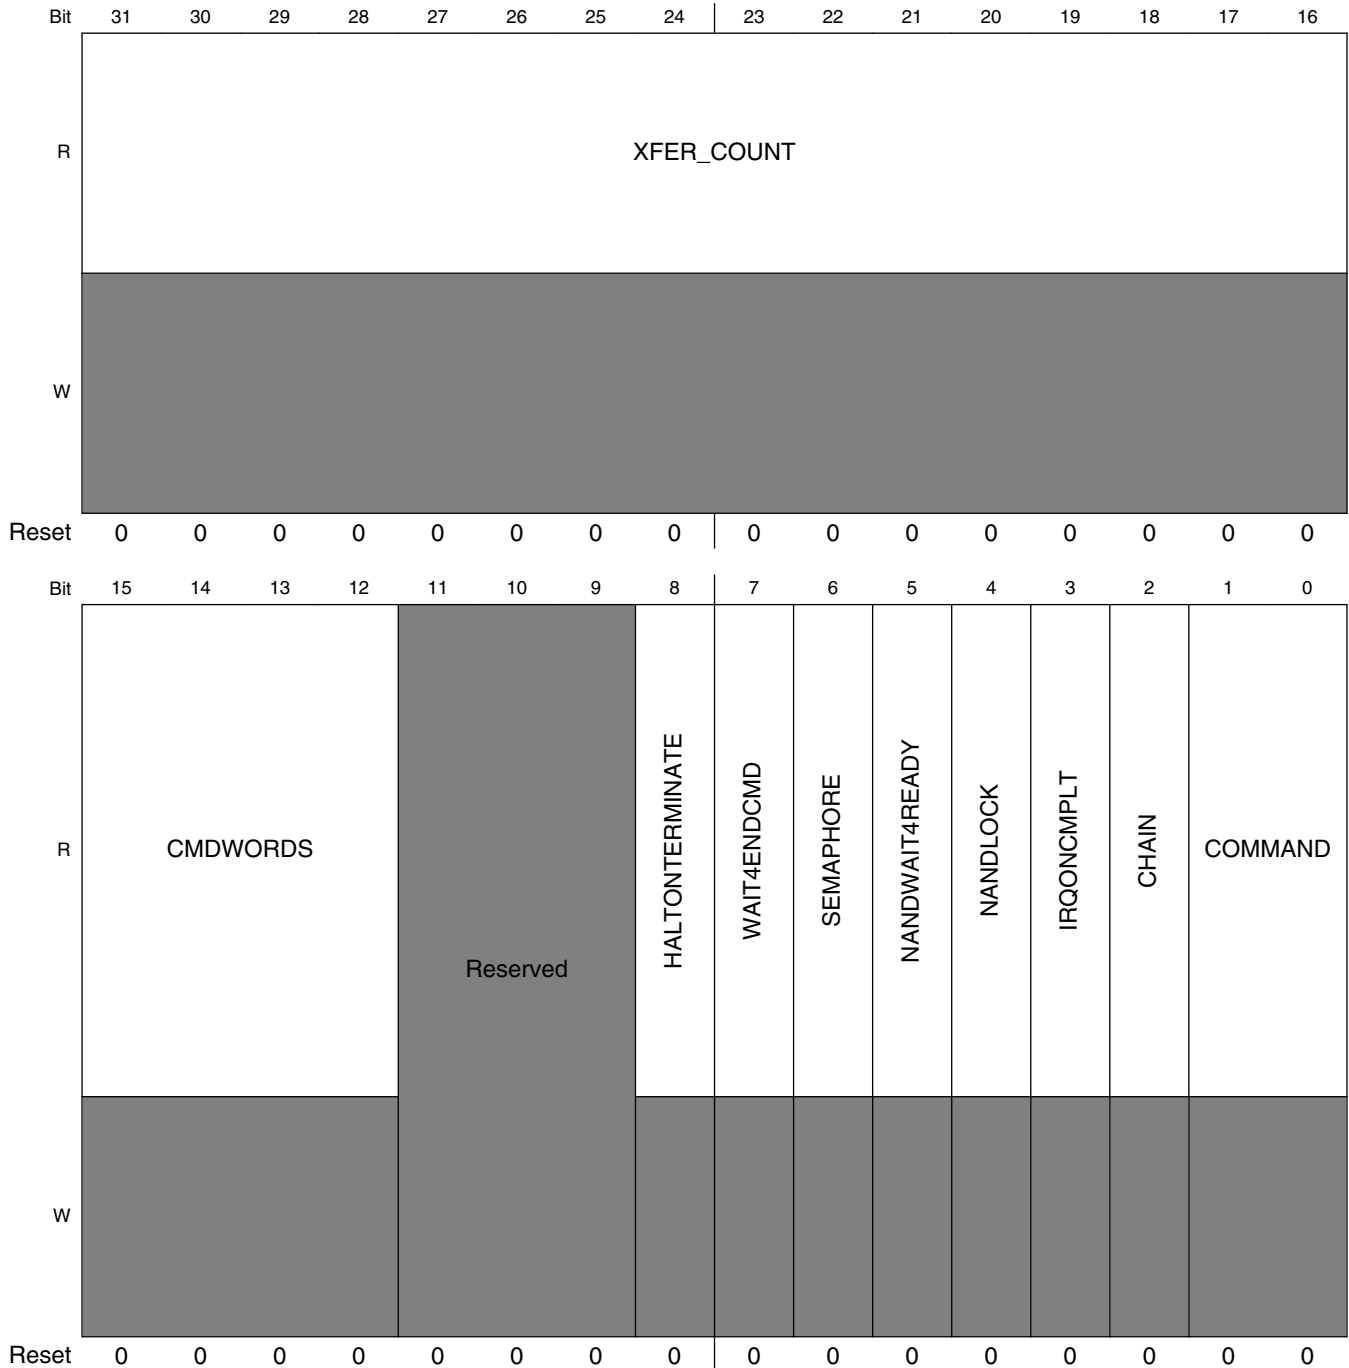 Bit 31 30 29 28 27 26 25 24 23 22 21 20 19 18 17 16
R XFER_COUNT
W
Reset 0 0 0 0 0 0 0 0 0 0 0 0 0 0 0 0
Bit 15 14 13 12 11 10 9 8 7 6 5 4 3 2 1 0
R CMDWORDS Reserved HALTONTERMINATE WAIT4ENDCMD SEMAPHORE NANDWAIT4READY NANDLOCK IRQONCMPLT CHAIN COMMAND
W
Reset 0 0 0 0 0 0 0 0 0 0 0 0 0 0 0 0